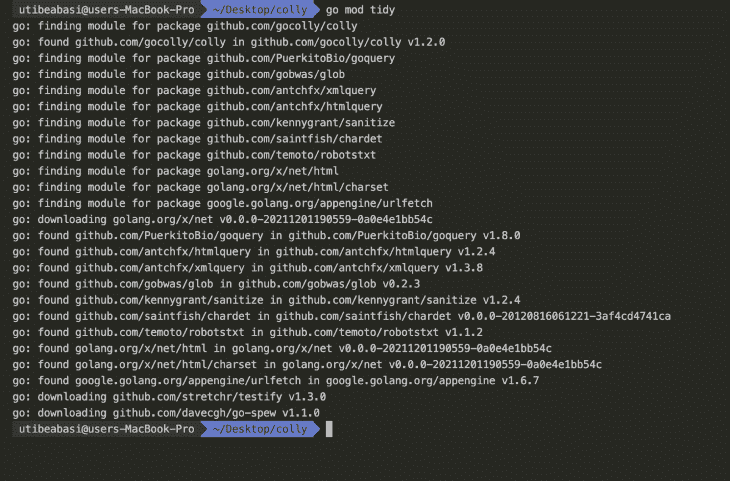 utibeabasi@users-MacBook-Pro ~/Desktop/colly go mod tidy
go: finding module for package github.com/gocolly/colly
go: found github.com/gocolly/colly in github.com/gocolly/colly v1.2.0
go: finding module for package github.com/PuerkitoBio/goquery
go: finding module for package github.com/gobwas/glob
go: finding module for package github.com/antchfx/xmlquery
go: finding module for package github.com/antchfx/htmlquery
go: finding module for package github.com/kennygrant/sanitize
go: finding module for package github.com/saintfish/chardet
go: finding module for package github.com/temoto/robotstxt
go: finding module for package golang.org/x/net/html
go: finding module for package golang.org/x/net/html/charset
go: finding module for package google.golang.org/appengine/urlfetch
go: downloading golang.org/x/net v0.0.0-20211201190559-0a0e4e1bb54c
go: found github.com/PuerkitoBio/goquery in github.com/PuerkitoBio/goquery v1.8.0
go: found github.com/antchfx/htmlquery in github.com/antchfx/htmlquery v1.2.4
go: found github.com/antchfx/xmlquery in github.com/antchfx/xmlquery v1.3.8
go: found github.com/gobwas/glob in github.com/gobwas/glob v0.2.3
go: found github.com/kennygrant/sanitize in github.com/kennygrant/sanitize v1.2.4
go: found github.com/saintfish/chardet in github.com/saintfish/chardet v0.0.0-20120816061221-3af4cd4741ca
go: found github.com/temoto/robotstxt in github.com/temoto/robotstxt v1.1.2
go: found golang.org/x/net/html in golang.org/x/net v0.0.0-20211201190559-0a0e4e1bb54c
go: found golang.org/x/net/html/charset in golang.org/x/net v0.0.0-20211201190559-0a0e4e1bb54c
go: found google.golang.org/appengine/urlfetch in google.golang.org/appengine v1.6.7
go: downloading github.com/stretchr/testify v1.3.0
go: downloading github.com/davecgh/go-spew v1.1.0
utibeabasi@users-MacBook-Pro ~/Desktop/colly